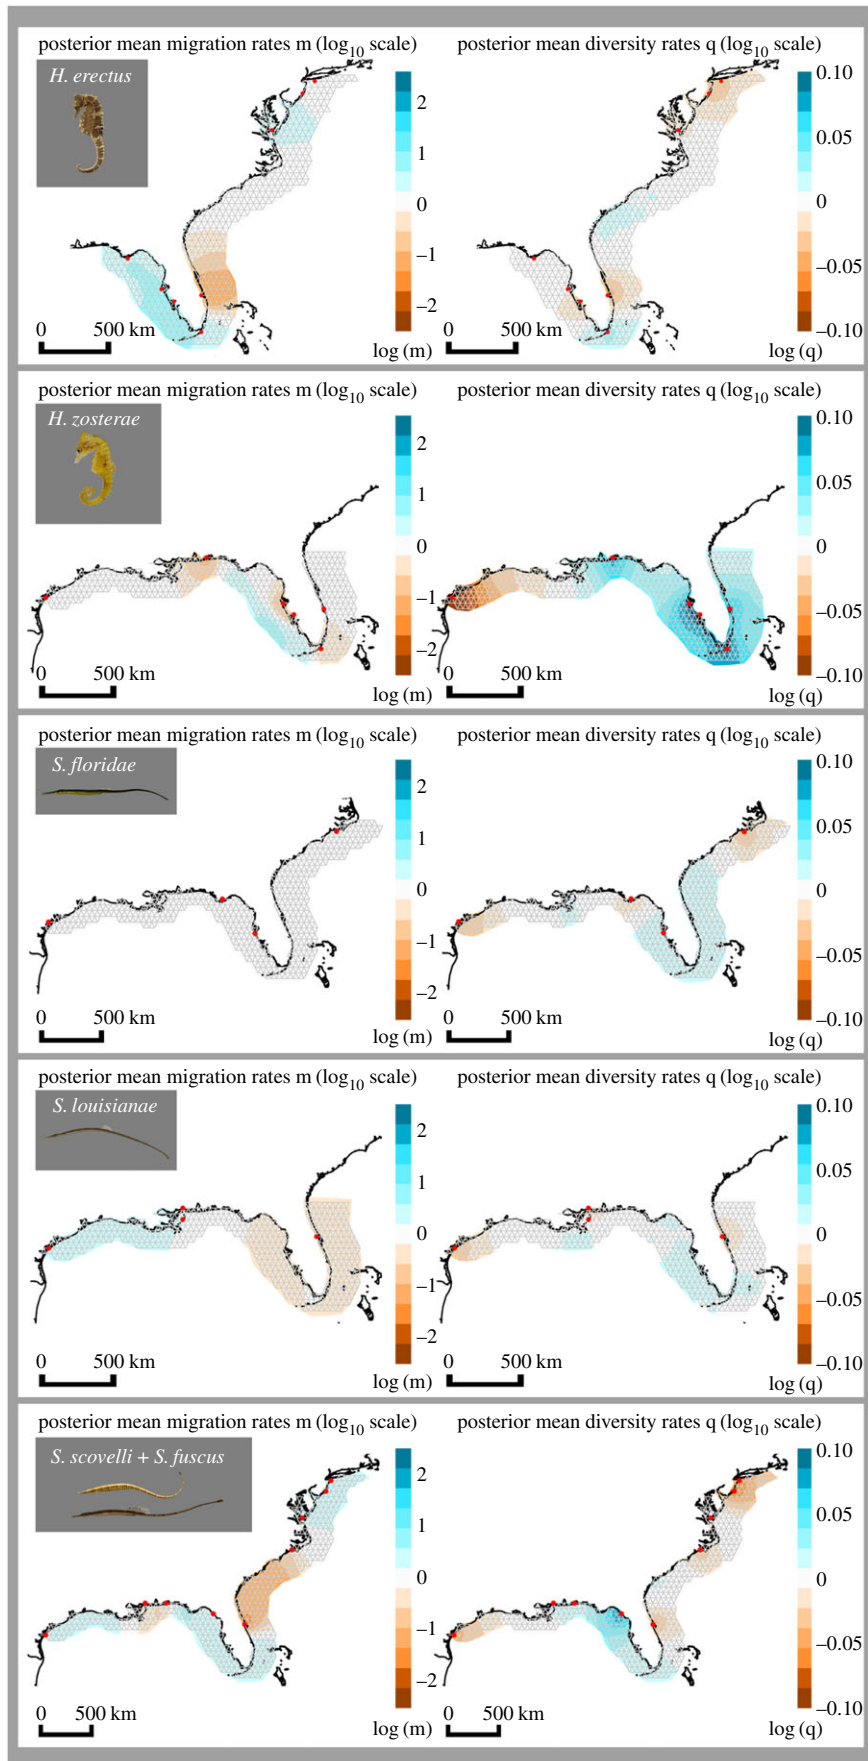 posterior mean migration rates m (log10 scale)
posterior mean diversity rates q (log10 scale)
H. erectus
2
1
0
−1
−2
log (m)
0 500 km
0.10
0.05
0
−0.05
−0.10
log (q)
0 500 km
posterior mean migration rates m (log10 scale)
posterior mean diversity rates q (log10 scale)
H. zosterae
2
1
0
−1
−2
log (m)
0 500 km
0.10
0.05
0
−0.05
−0.10
log (q)
0 500 km
posterior mean migration rates m (log10 scale)
posterior mean diversity rates q (log10 scale)
S. floridae
2
1
0
−1
−2
log (m)
0 500 km
0.10
0.05
0
−0.05
−0.10
log (q)
0 500 km
posterior mean migration rates m (log10 scale)
posterior mean diversity rates q (log10 scale)
S. louisianae
2
1
0
−1
−2
log (m)
0 500 km
0.10
0.05
0
−0.05
−0.10
log (q)
0 500 km
posterior mean migration rates m (log10 scale)
posterior mean diversity rates q (log10 scale)
S. scovelli + S. fuscus
2
1
0
−1
−2
log (m)
0 500 km
0.10
0.05
0
−0.05
−0.10
log (q)
0 500 km